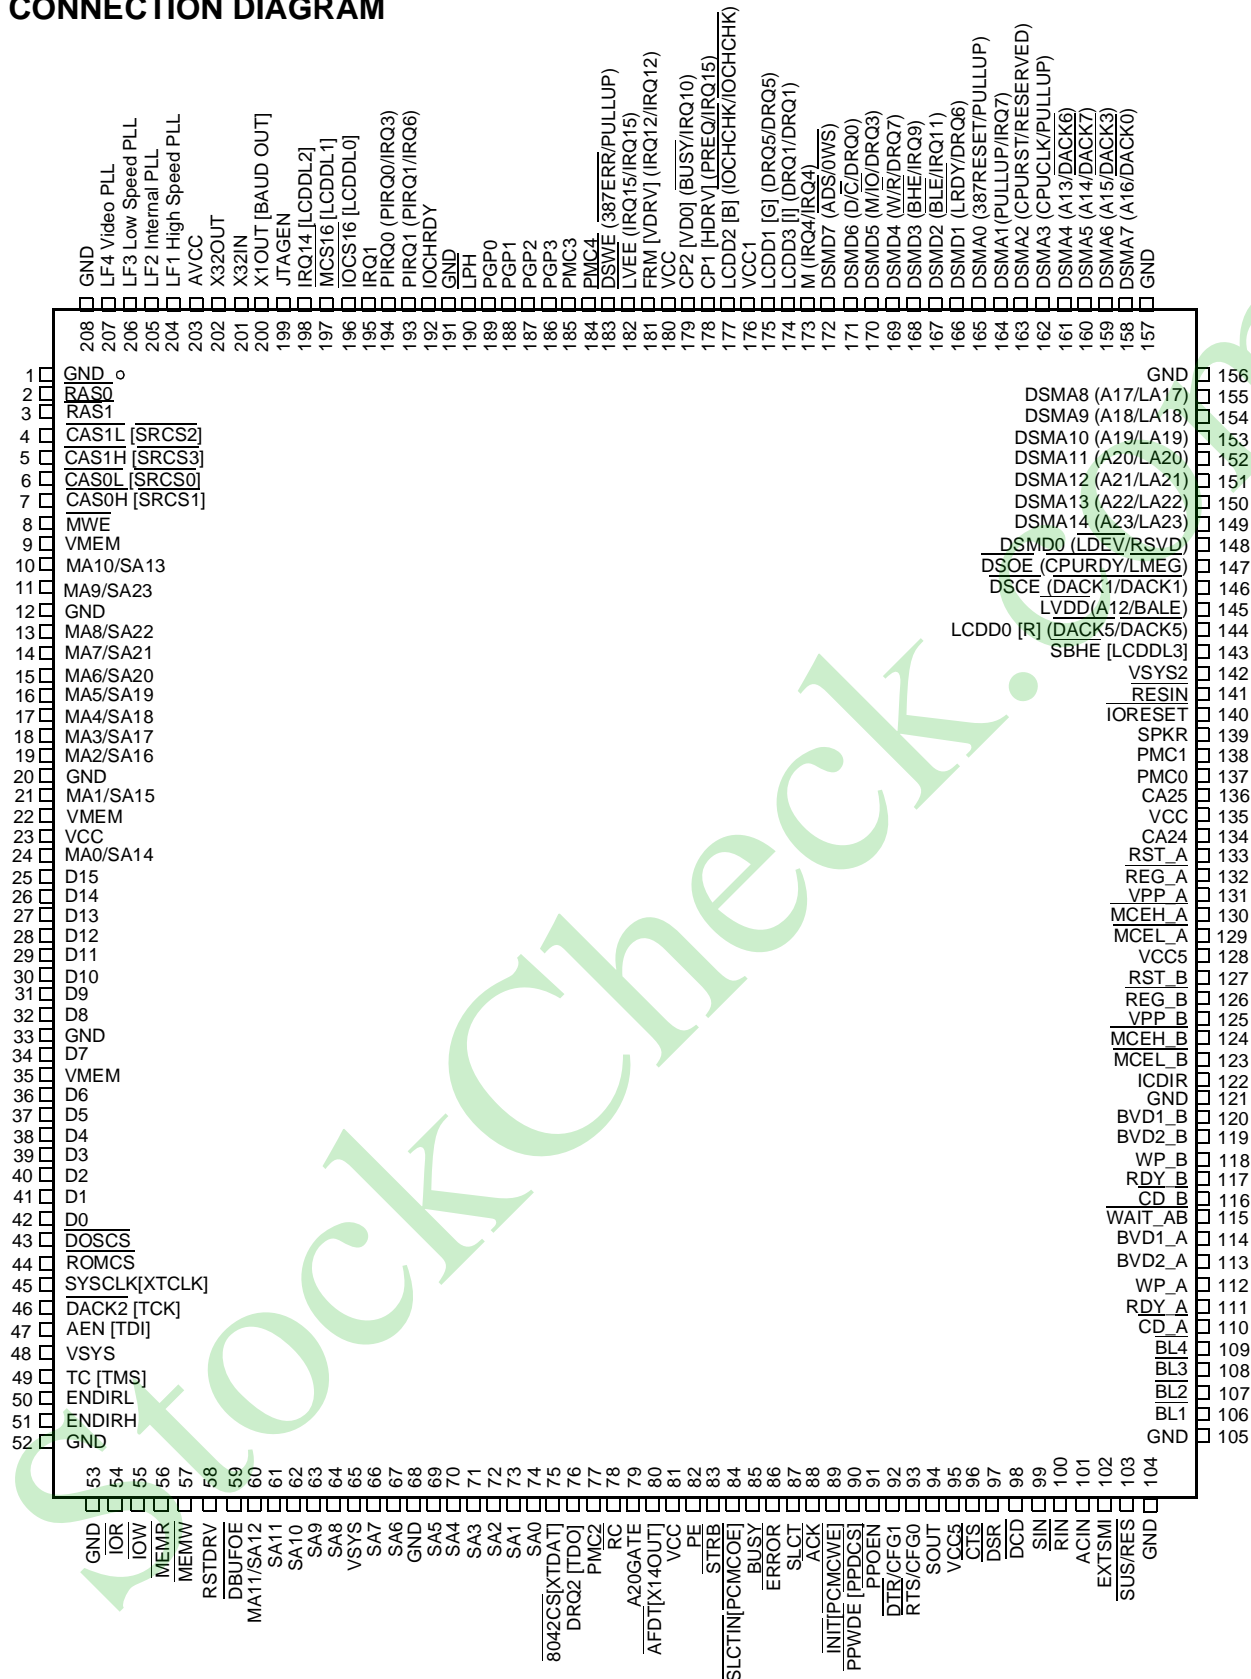 CONNECTION DIAGRAM
GND
LF4 Video PLL
LF3 Low Speed PLL
LF2 Internal PLL
LF1 High Speed PLL
AVCC
X32OUT
X32IN
X1OUT [BAUD OUT]
JTAGEN
IRQ14 [LCDDL2]
MCS16 [LCDDL1]
IOCS16 [LCDDL0]
IRQ1
PIRQ0 (PIRQ0/IRQ3)
PIRQ1 (PIRQ1/IRQ6)
IOCHRDY
GND
LPH
PGP0
PGP1
PGP2
PGP3
PMC3
PMC4
DSWE (387ERR/PULLUP)
LVEE (IRQ15/IRQ15)
FRM [VDRV] (IRQ12/IRQ12)
VCC
CP2 [VD0] (BUSY/IRQ10)
CP1 [HDRV] (PREQ/IRQ15)
LCDD2 [B] (IOCHCHK/IOCHCHK)
VCC1
LCDD1 [G] (DRQ5/DRQ5)
LCDD3 [I] (DRQ1/DRQ1)
M (IRQ4/IRQ4)
DSMD7 (ADS/0WS)
DSMD6 (D/C/DRQ0)
DSMD5 (M/IO/DRQ3)
DSMD4 (W/R/DRQ7)
DSMD3 (BHE/IRQ9)
DSMD2 (BLE/IRQ11)
DSMD1 (LRDY/DRQ6)
DSMA0 (387RESET/PULLUP)
DSMA1(PULLUP/IRQ7)
DSMA2 (CPURST/RESERVED)
DSMA3 (CPUCLK/PULLUP)
DSMA4 (A13/DACK6)
DSMA5 (A14/DACK7)
DSMA6 (A15/DACK3)
DSMA7 (A16/DACK0)
GND
208 207 206 205 204 203 202 201 200 199 198 197 196 195 194 193 192 191 190 189 188 187 186 185 184 183 182 181 180 179 178 177 176 175 174 173 172 171 170 169 168 167 166 165 164 163 162 161 160 159 158 157
1 GND
2 RAS0
3 RAS1
4 CAS1L [SRCS2]
5 CAS1H [SRCS3]
6 CAS0L [SRCS0]
7 CAS0H [SRCS1]
8 MWE
9 VMEM
10 MA10/SA13
11 MA9/SA23
12 GND
13 MA8/SA22
14 MA7/SA21
15 MA6/SA20
16 MA5/SA19
17 MA4/SA18
18 MA3/SA17
19 MA2/SA16
20 GND
21 MA1/SA15
22 VMEM
23 VCC
24 MA0/SA14
25 D15
26 D14
27 D13
28 D12
29 D11
30 D10
31 D9
32 D8
33 GND
34 D7
35 VMEM
36 D6
37 D5
38 D4
39 D3
40 D2
41 D1
42 D0
43 DOSCS
44 ROMCS
45 SYSCLK[XTCLK]
46 DACK2 [TCK]
47 AEN [TDI]
48 VSYS
49 TC [TMS]
50 ENDIRL
51 ENDIRH
52 GND
GND 156
DSMA8 (A17/LA17) 155
DSMA9 (A18/LA18) 154
DSMA10 (A19/LA19) 153
DSMA11 (A20/LA20) 152
DSMA12 (A21/LA21) 151
DSMA13 (A22/LA22) 150
DSMA14 (A23/LA23) 149
DSMD0 (LDEV/RSVD) 148
DSOE (CPURDY/LMEG) 147
DSCE (DACK1/DACK1) 146
LVDD(A12/BALE) 145
LCDD0 [R] (DACK5/DACK5) 144
SBHE [LCDDL3] 143
VSYS2 142
RESIN 141
IORESET 140
SPKR 139
PMC1 138
PMC0 137
CA25 136
VCC 135
CA24 134
RST_A 133
REG_A 132
VPP_A 131
MCEH_A 130
MCEL_A 129
VCC5 128
RST_B 127
REG_B 126
VPP_B 125
MCEH_B 124
MCEL_B 123
ICDIR 122
GND 121
BVD1_B 120
BVD2_B 119
WP_B 118
RDY_B 117
CD_B 116
WAIT_AB 115
BVD1_A 114
BVD2_A 113
WP_A 112
RDY_A 111
CD_A 110
BL4 109
BL3 108
BL2 107
BL1 106
GND 105
53 54 55 56 57 58 59 60 61 62 63 64 65 66 67 68 69 70 71 72 73 74 75 76 77 78 79 80 81 82 83 84 85 86 87 88 89 90 91 92 93 94 95 96 97 98 99 100 101 102 103 104
GND
IOR
IOW
MEMR
MEMW
RSTDRV
DBUFOE
MA11/SA12
SA11
SA10
SA9
SA8
VSYS
SA7
SA6
GND
SA5
SA4
SA3
SA2
SA1
SA0
8042CS[XTDAT]
DRQ2 [TDO]
PMC2
RC
A20GATE
AFDT[X14OUT]
VCC
PE
STRB
SLCTIN[PCMCOE]
BUSY
ERROR
SLCT
ACK
INIT[PCMCWE]
PPWDE [PPDCS]
PPOEN
DTR/CFG1
RTS/CFG0
SOUT
VCC5
CTS
DSR
DCD
SIN
RIN
ACIN
EXTSMI
SUS/RES
GND
StockCheck.com